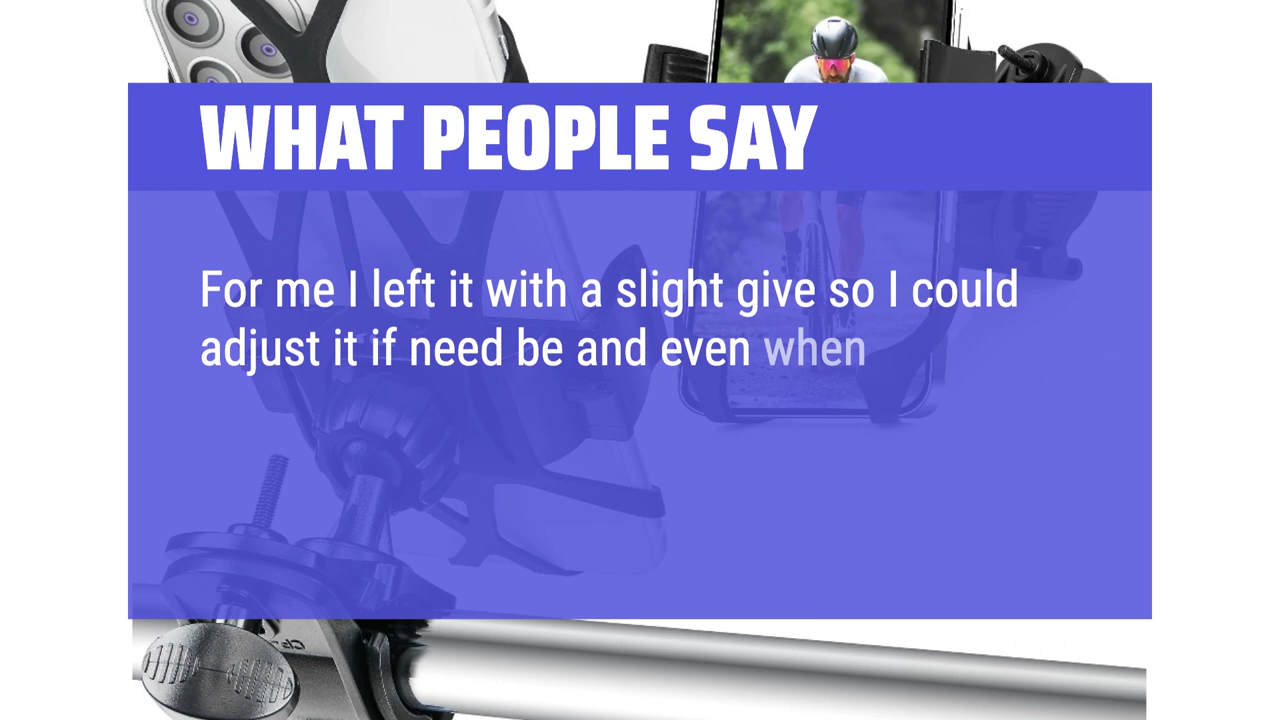 WHAT PEOPLE SAY
For me I left it with a slight give so I could
adjust it if need be and even when